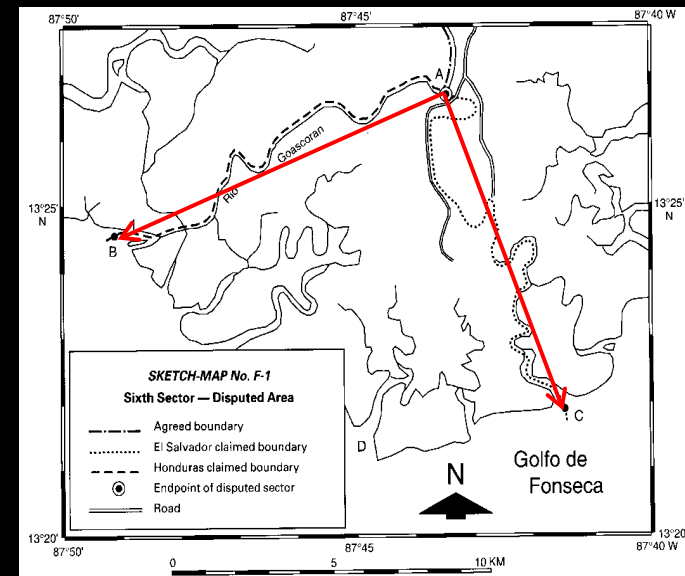 87°50'
87°45'
87°40 W
A
Rio Goascoran
13°25'
N
13°25'
N
B
SKETCH-MAP No. F-1
Sixth Sector — Disputed Area
Agreed boundary
El Salvador claimed boundary
Honduras claimed boundary
Endpoint of disputed sector
Road
C
D
N
Golfo de
Fonseca
13°20'
13°20
87°50'
87°45'
87°40 W
0 5 10 KM